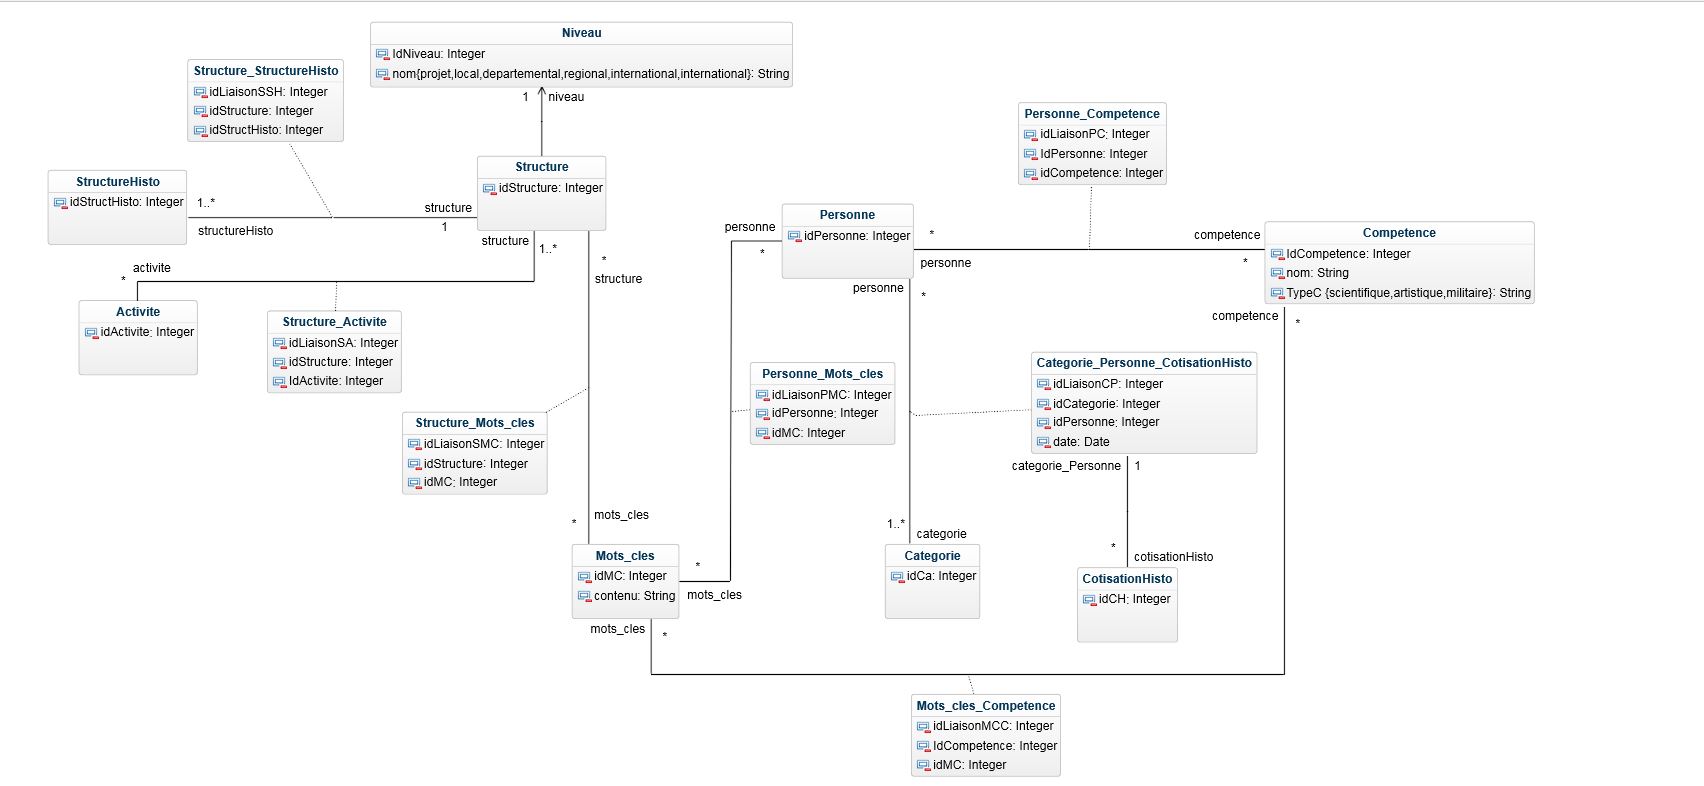 Niveau
IdNiveau: Integer
nom{projet,local,departemental,regional,international,international}: String
1
niveau
Structure_StructureHisto
idLiaisonSSH: Integer
idStructure: Integer
idStructHisto: Integer
Personne_Competence
idLiaisonPC: Integer
IdPersonne: Integer
idCompetence: Integer
StructureHisto
idStructHisto: Integer
1..*
structureHisto
Structure
idStructure: Integer
structure
1
structure
1..*
*
structure
activite
*
Activite
idActivite: Integer
Structure_Activite
idLiaisonSA: Integer
idStructure: Integer
IdActivite: Integer
Personne
idPersonne: Integer
personne
*
*
personne
personne
*
Competence
IdCompetence: Integer
nom: String
TypeC {scientifique,artistique,militaire}: String
competence
*
competence
*
Structure_Mots_cles
idLiaisonSMC: Integer
idStructure: Integer
idMC: Integer
Personne_Mots_cles
idLiaisonPMC: Integer
idPersonne: Integer
idMC: Integer
Categorie_Personne_CotisationHisto
idLiaisonCP: Integer
idCategorie: Integer
idPersonne: Integer
date: Date
categorie_Personne
1
*
cotisationHisto
CotisationHisto
idCH: Integer
1..*
categorie
Categorie
idCa: Integer
*
mots_cles
Mots_cles
idMC: Integer
contenu: String
*
mots_cles
mots_cles
*
Mots_cles_Competence
idLiaisonMCC: Integer
IdCompetence: Integer
idMC: Integer